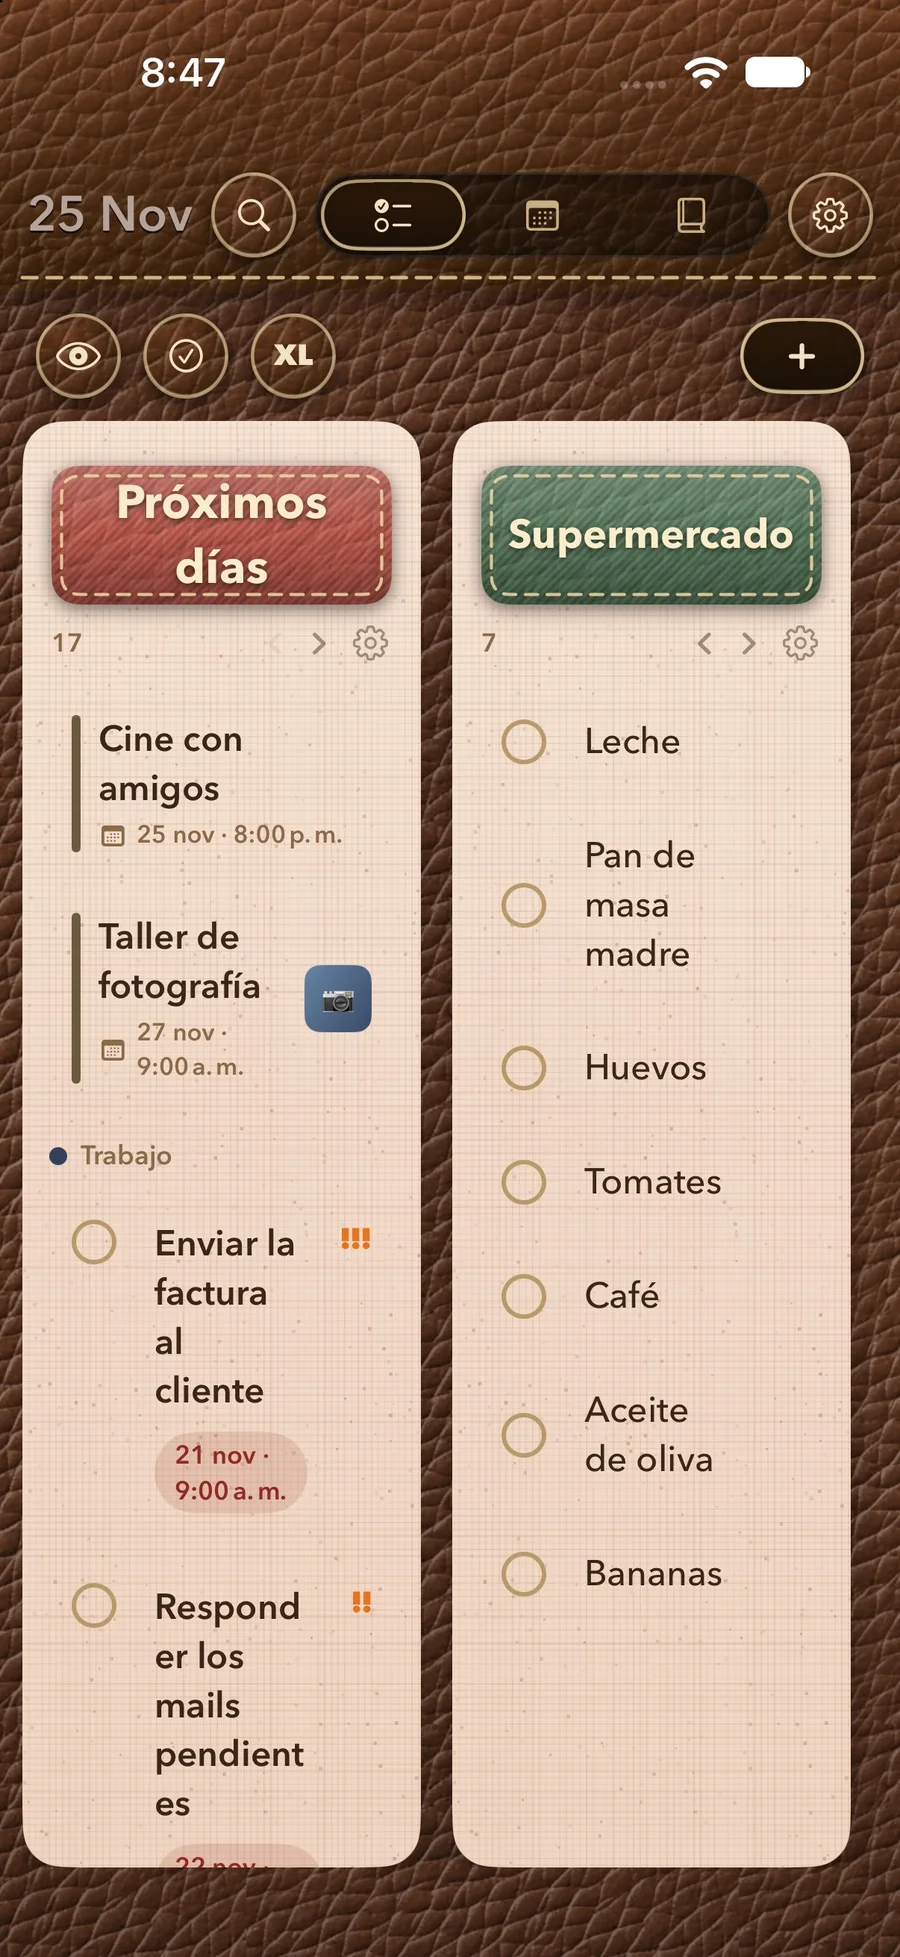 8:47
25 Nov
XL
Próximos
días
17
Cine con
amigos
25 nov · 8:00 p. m.
Taller de
fotografía
27 nov ·
9:00 a. m.
Trabajo
Enviar la
factura
al
cliente
!!!
21 nov ·
9:00 a. m.
Respond
er los
mails
pendient
es
!!
22 nov ·
Supermercado
7
Leche
Pan de
masa
madre
Huevos
Tomates
Café
Aceite
de oliva
Bananas